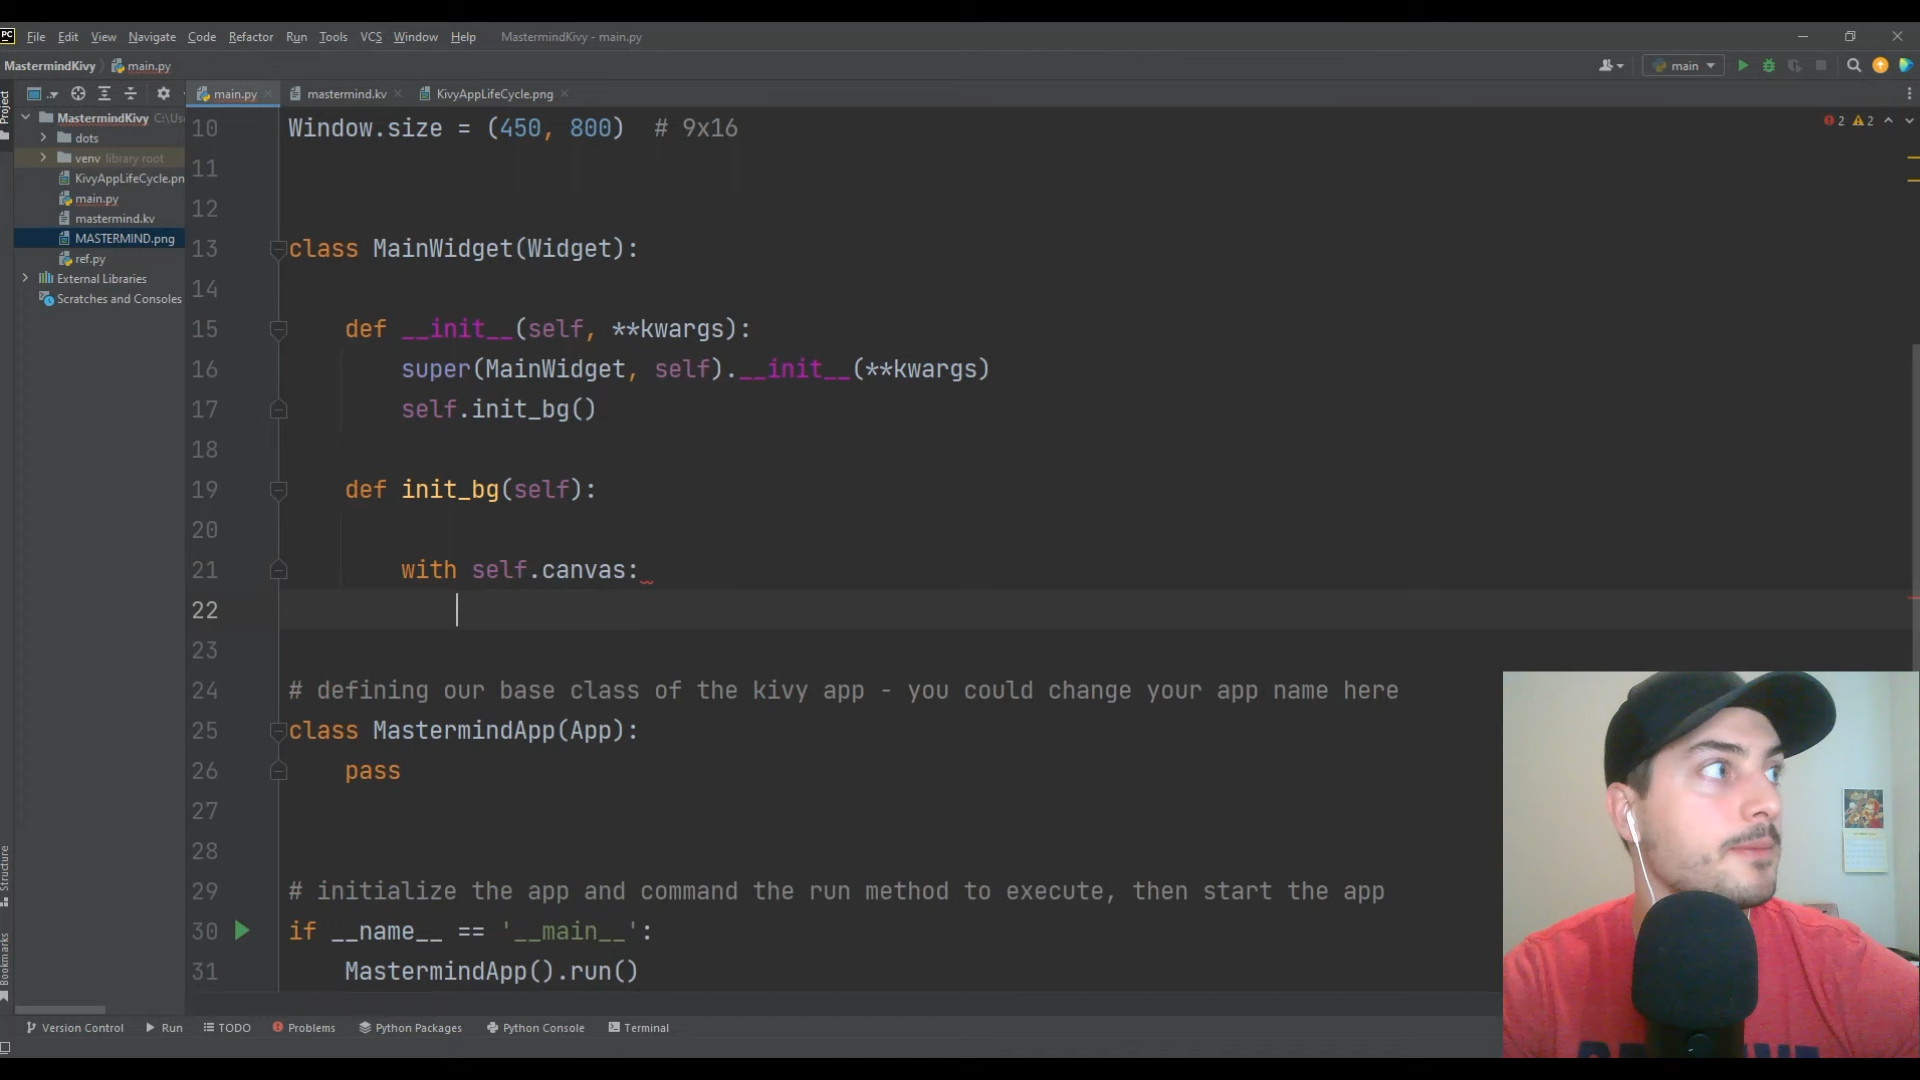 PC File Edit View Navigate Code Refactor Run Tools VCS Window Help MastermindKivy - main.py
MastermindKivy main.py main
Project
main.py mastermind.kv KivyAppLifeCycle.png
MastermindKivy C:\Use
dots
venv library root
KivyAppLifeCycle.pn
main.py
mastermind.kv
MASTERMIND.png
ref.py
External Libraries
Scratches and Consoles
2 2
10 Window.size = (450, 800)  # 9x16
11
12
13 class MainWidget(Widget):
14
15     def __init__(self, **kwargs):
16         super(MainWidget, self).__init__(**kwargs)
17         self.init_bg()
18
19     def init_bg(self):
20
21         with self.canvas:
22
23
24 # defining our base class of the kivy app - you could change your app name here
25 class MastermindApp(App):
26     pass
27
28
29 # initialize the app and command the run method to execute, then start the app
30 if __name__ == '__main__':
31     MastermindApp().run()
Structure
Bookmarks
Version Control Run TODO Problems Python Packages Python Console Terminal